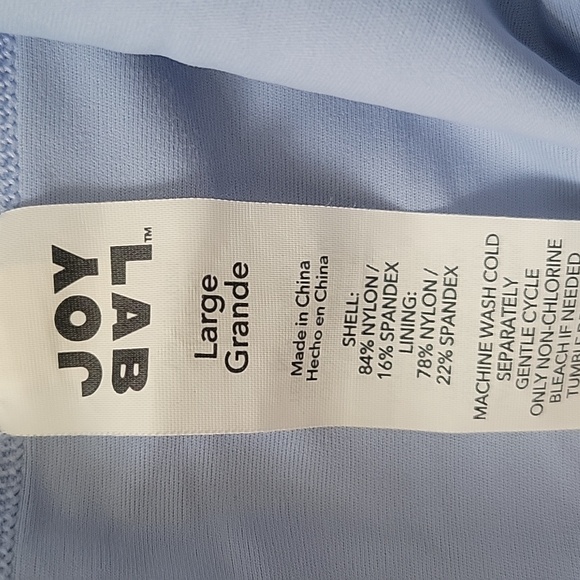 JOY
LAB™
Large
Grande
Made in China
Hecho en China
SHELL:
84% NYLON /
16% SPANDEX
LINING:
78% NYLON /
22% SPANDEX
MACHINE WASH COLD
SEPARATELY
GENTLE CYCLE
ONLY NON-CHLORINE
BLEACH IF NEEDED
TUMBLE